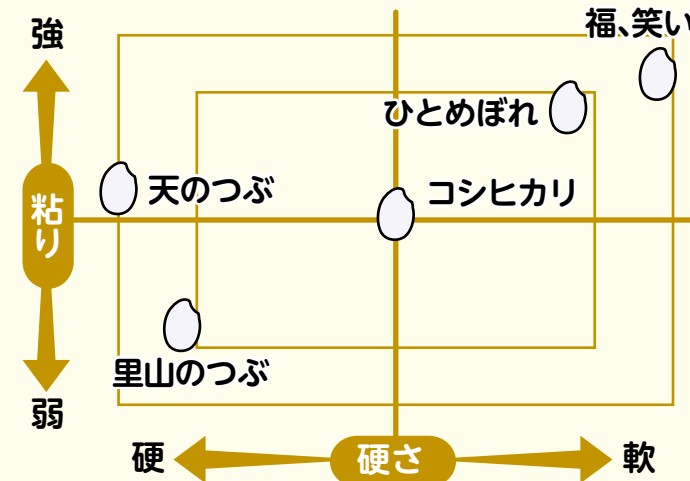 福、笑い
強
ひとめぼれ
天のつぶ
コシヒカリ
粘り
里山のつぶ
弱
硬
硬さ
軟